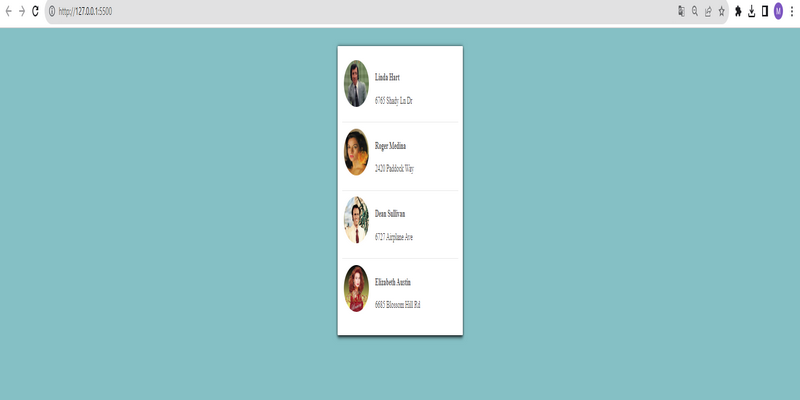 http://127.0.0.1:5500
M
Linda Hart
6765 Shady Ln Dr
Roger Medina
2420 Paddock Way
Dean Sullivan
6727 Airplane Ave
Elizabeth Austin
6685 Blossom Hill Rd